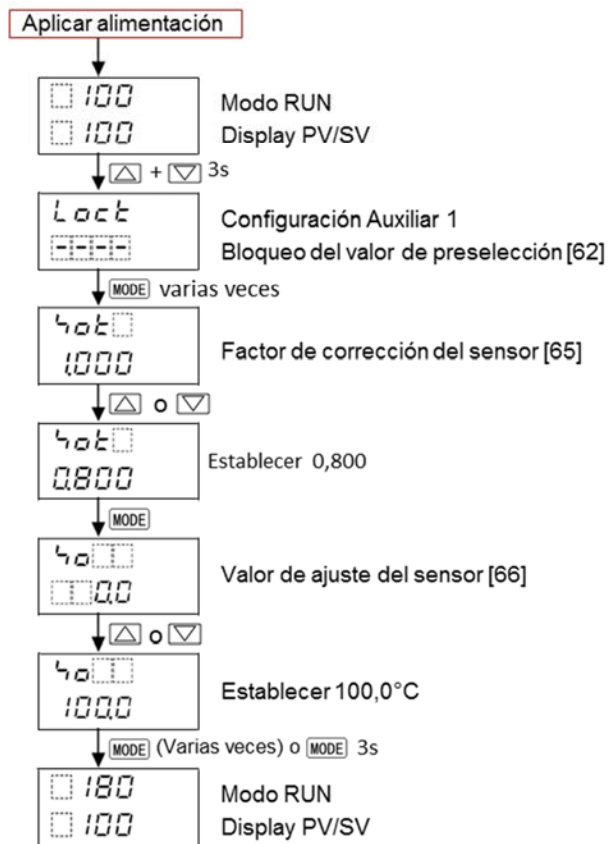 Aplicar alimentación
100
100
Modo RUN
Display PV/SV
△ + ▽ 3s
Lock
----
Configuración Auxiliar 1
Bloqueo del valor de preselección [62]
MODE varias veces
1.000
Factor de corrección del sensor [65]
△ o ▽
0.800
Establecer 0,800
MODE
0.0
Valor de ajuste del sensor [66]
△ o ▽
100.0
Establecer 100,0°C
MODE (Varias veces) o MODE 3s
180
100
Modo RUN
Display PV/SV